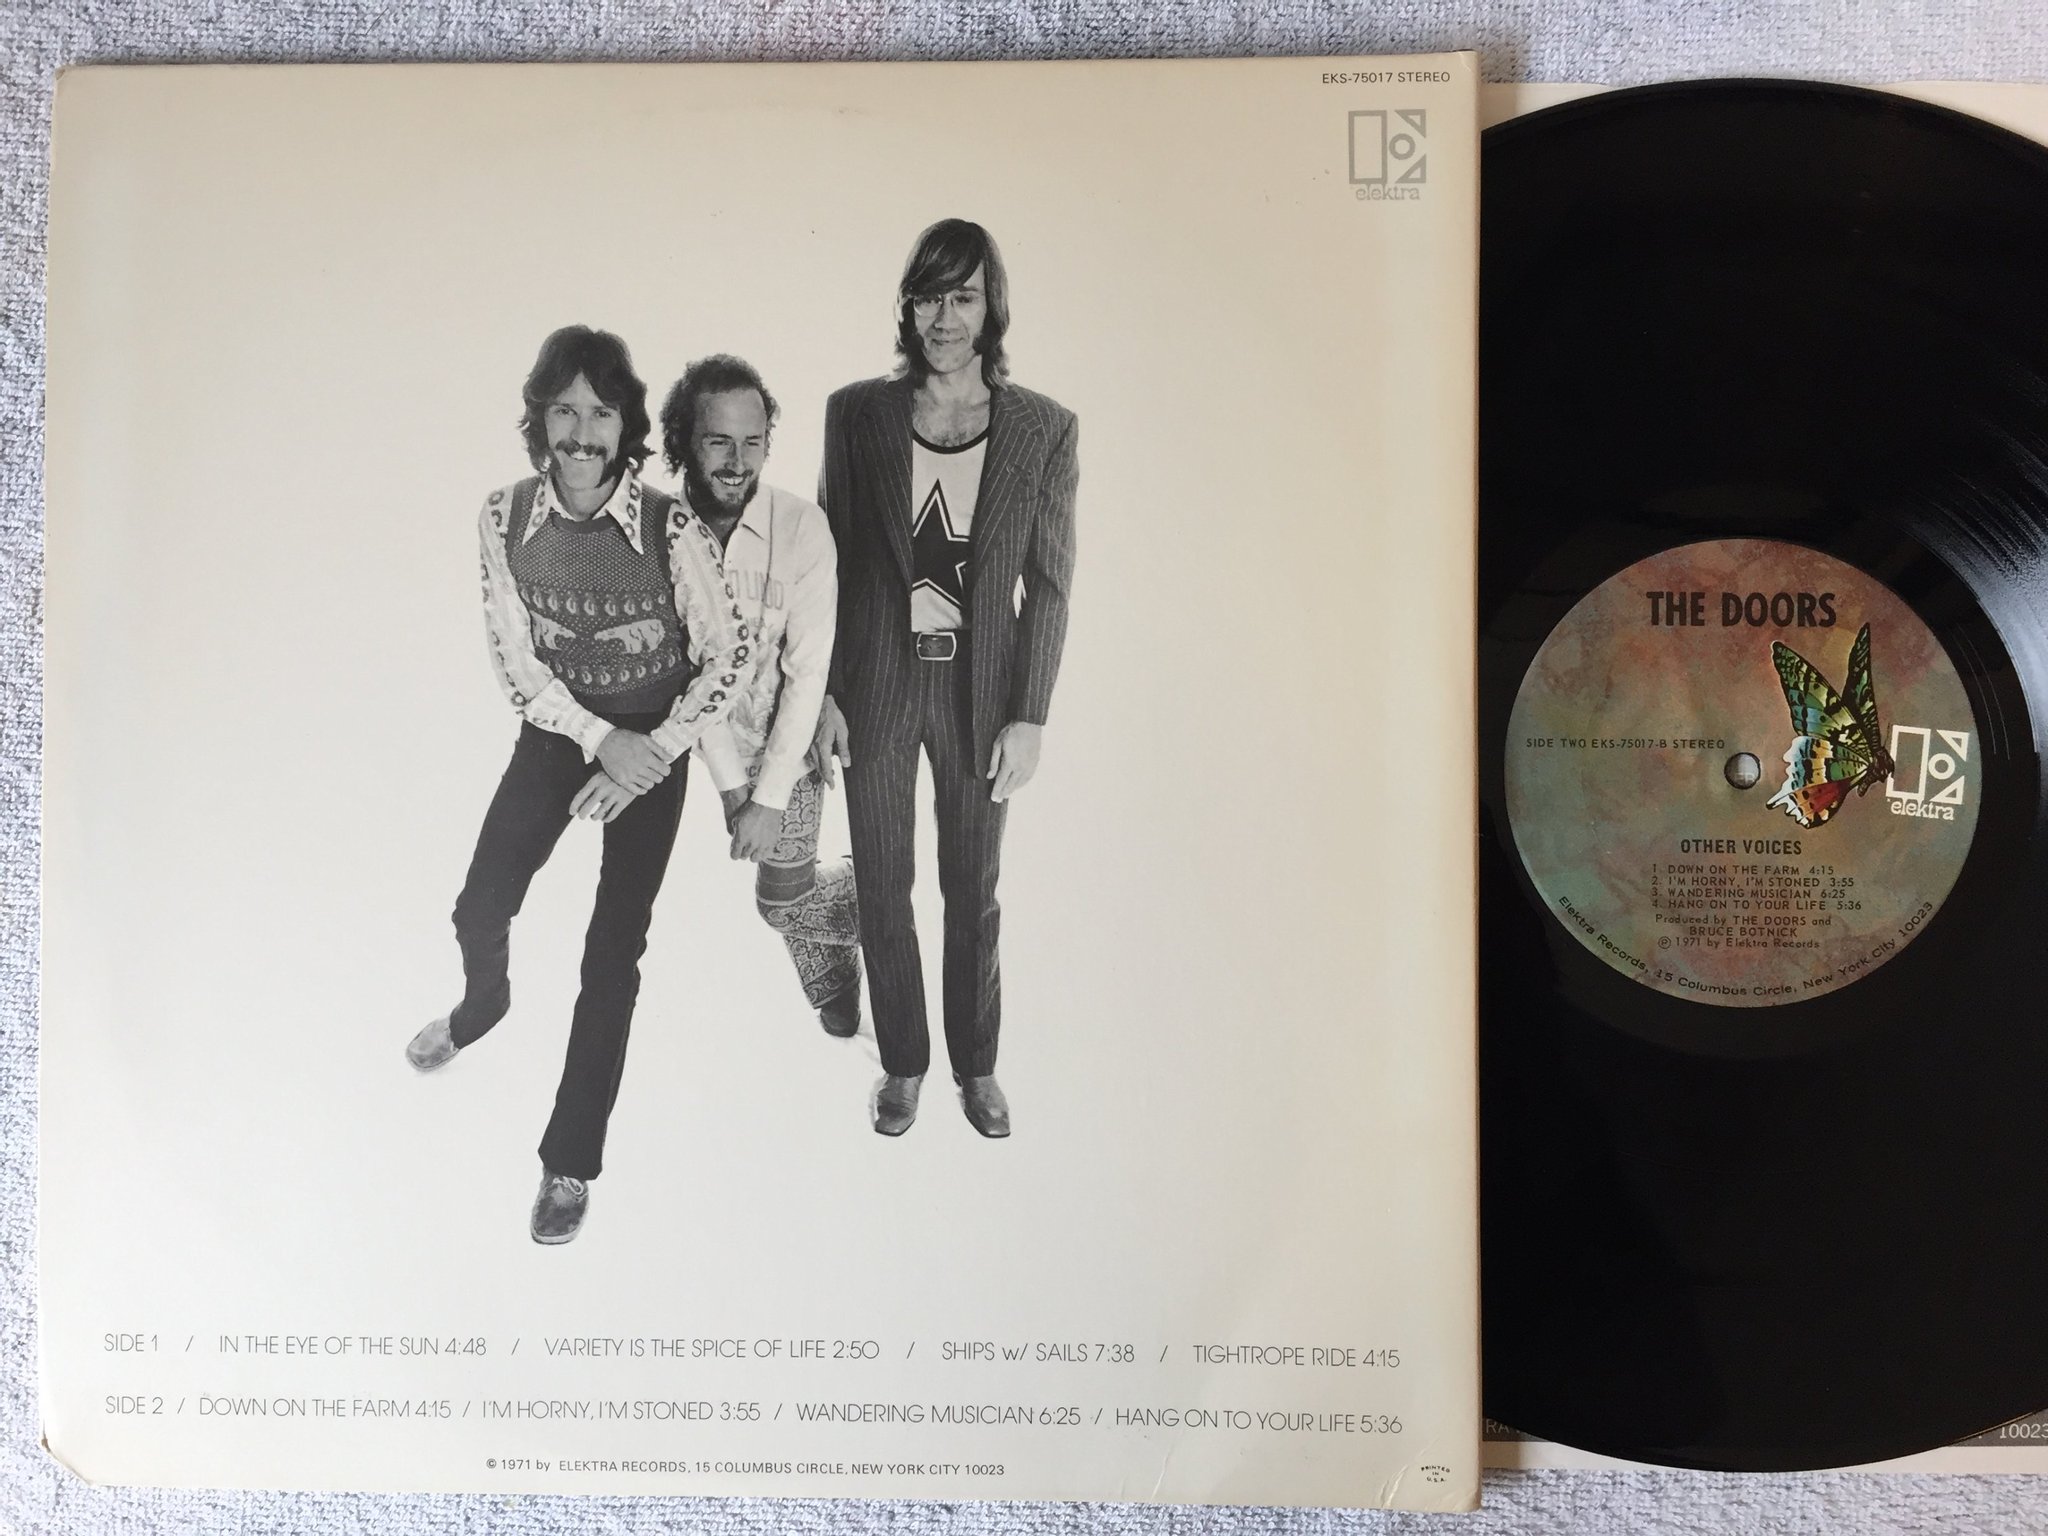 EKS-75017 STEREO
elektra
SIDE 1 / IN THE EYE OF THE SUN 4:48 / VARIETY IS THE SPICE OF LIFE 2:50 / SHIPS w/ SAILS 7:38 / TIGHTROPE RIDE 4:15
SIDE 2 / DOWN ON THE FARM 4:15 / I'M HORNY, I'M STONED 3:55 / WANDERING MUSICIAN 6:25 / HANG ON TO YOUR LIFE 5:36
© 1971 by ELEKTRA RECORDS, 15 COLUMBUS CIRCLE, NEW YORK CITY 10023
PRINTED
IN
U.S.A.
THE DOORS
SIDE TWO EKS-75017-B STEREO
elektra
OTHER VOICES
1. DOWN ON THE FARM 4:15
2. I'M HORNY, I'M STONED 3:55
3. WANDERING MUSICIAN 6:25
4. HANG ON TO YOUR LIFE 5:36
Produced by THE DOORS and
BRUCE BOTNICK
℗ 1971 by Elektra Records
Elektra Records, 15 Columbus Circle, New York City 10023
10023